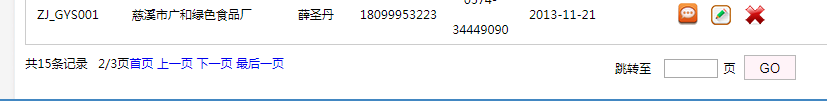 ZJ_GYS001 慈溪市广和绿色食品厂 薛圣丹 18099953223 0574-34449090 2013-11-21
共15条记录 2/3页首页 上一页 下一页 最后一页 跳转至 页 GO